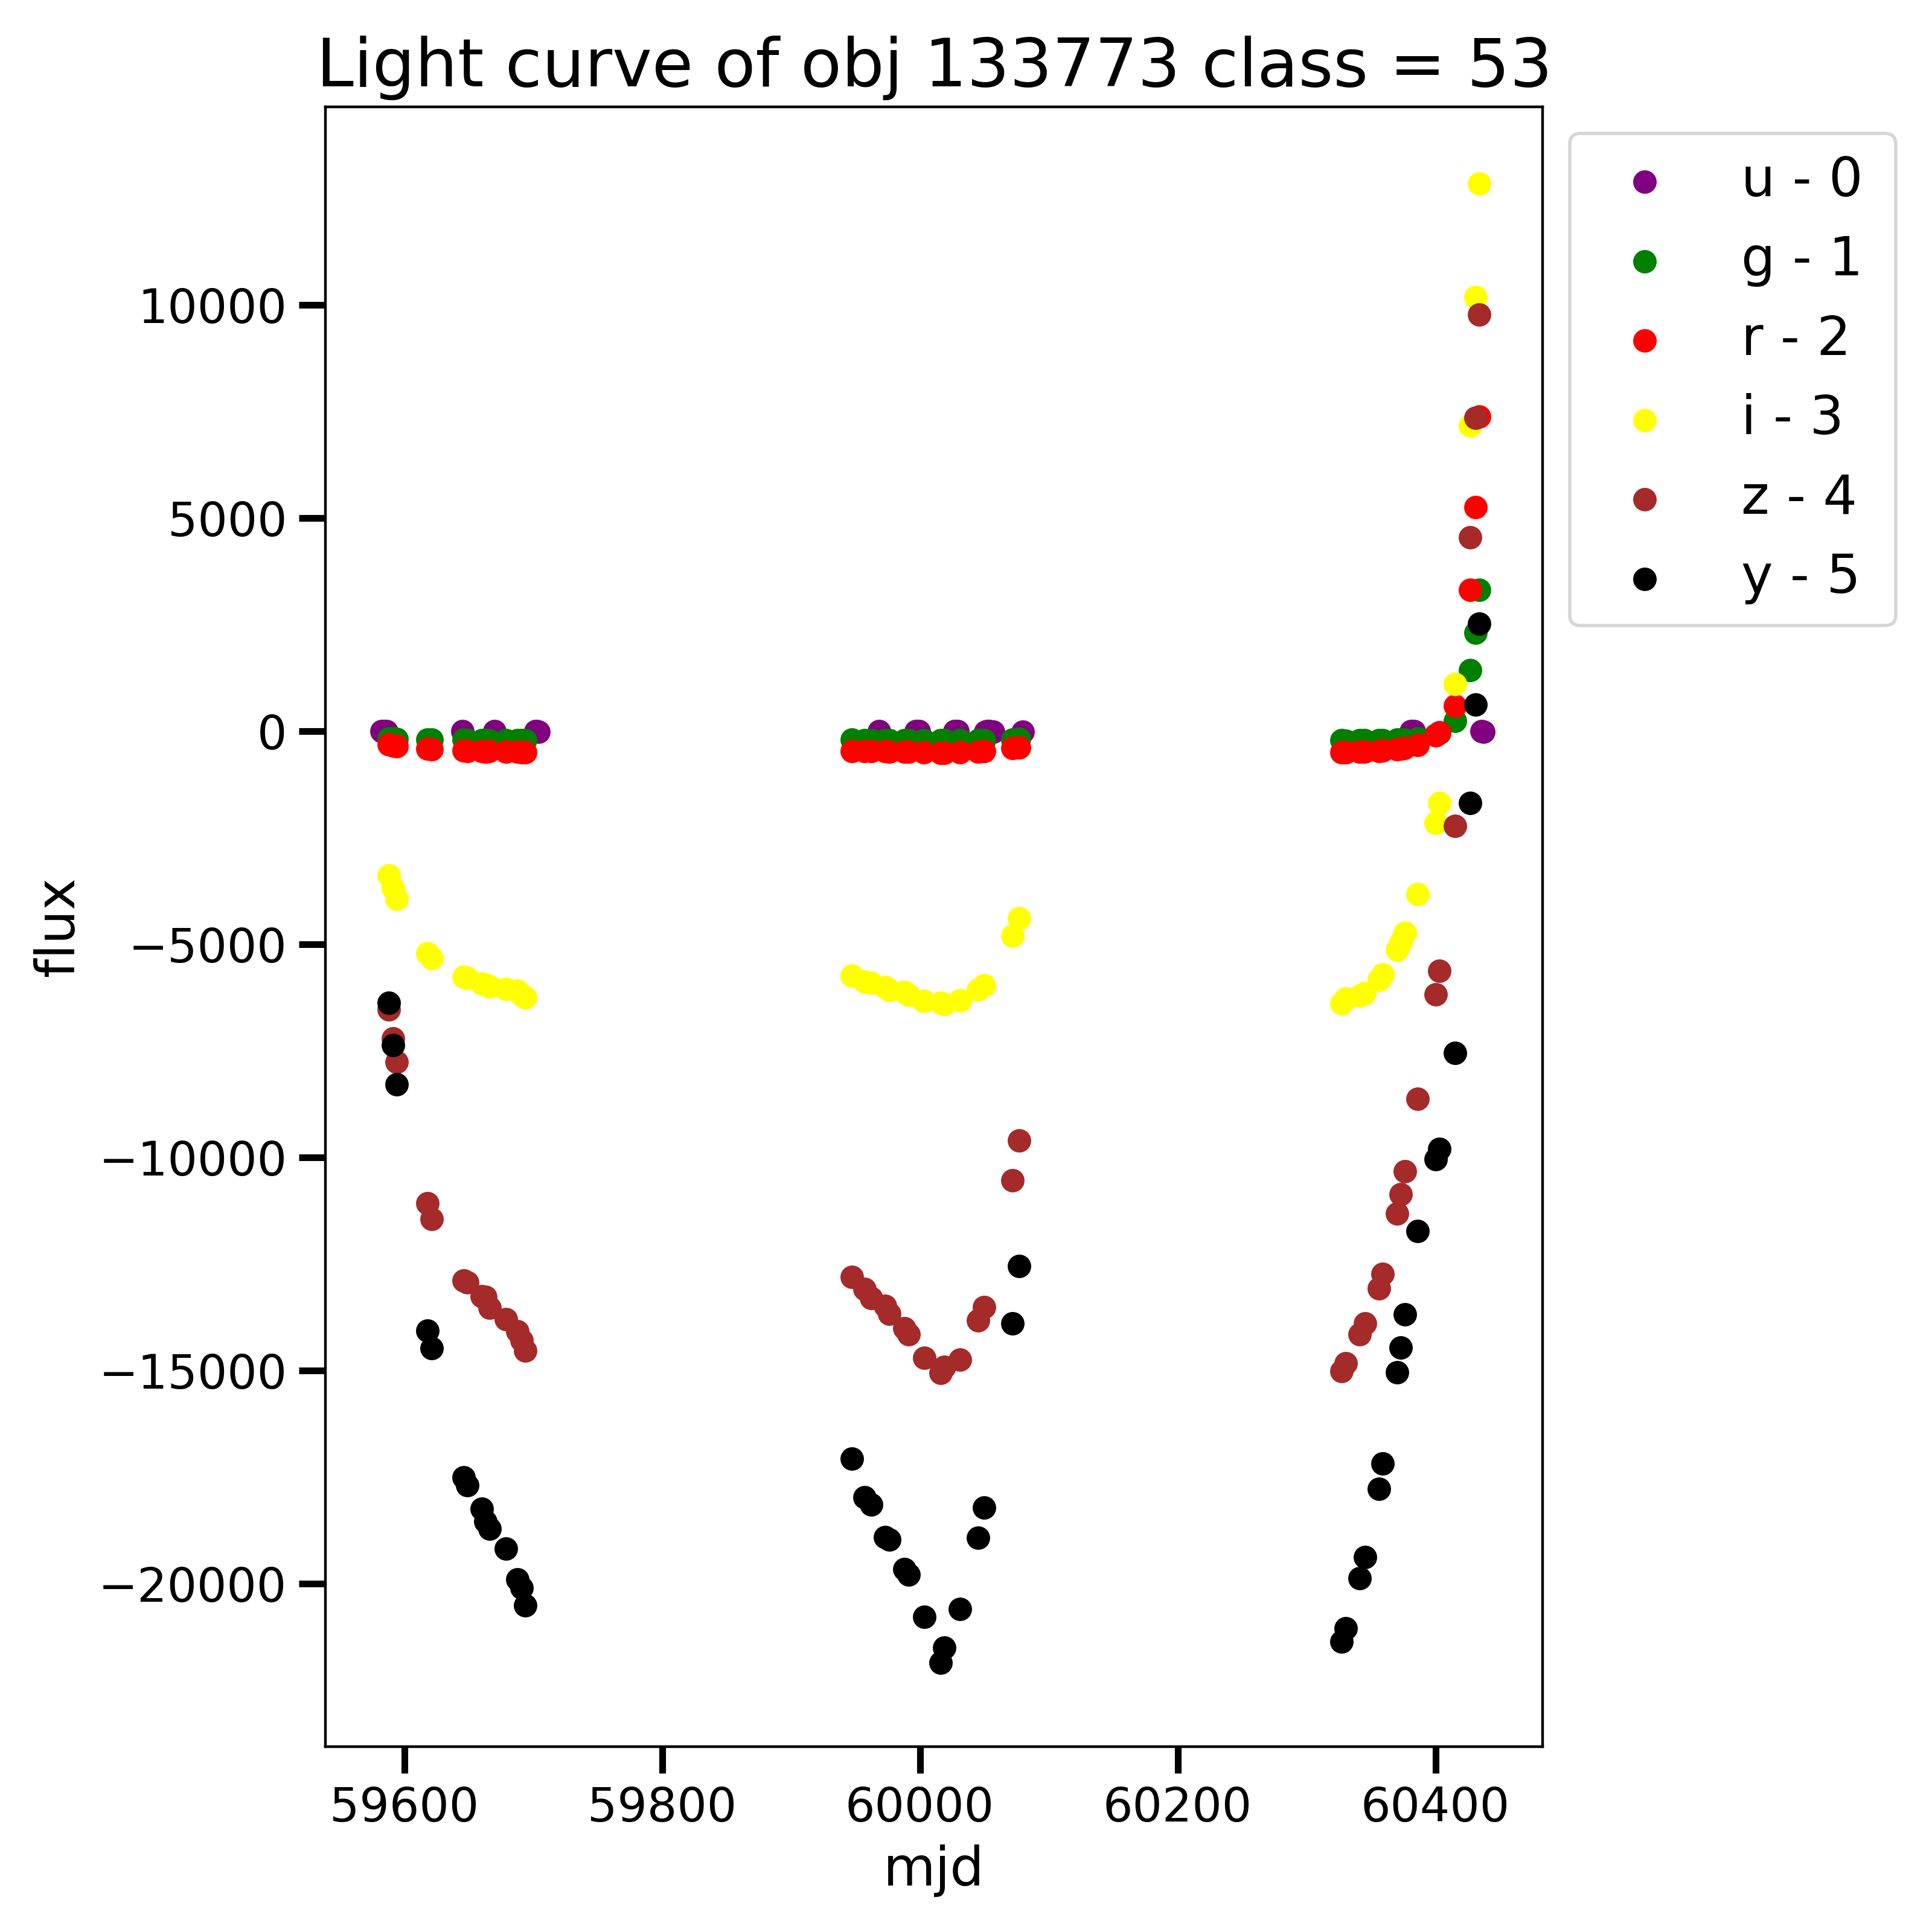 Light curve of obj 133773 class = 53
u - 0
g - 1
r - 2
i - 3
z - 4
y - 5
10000
5000
0
−5000
−10000
−15000
−20000
flux
59600 59800 60000 60200 60400
mjd